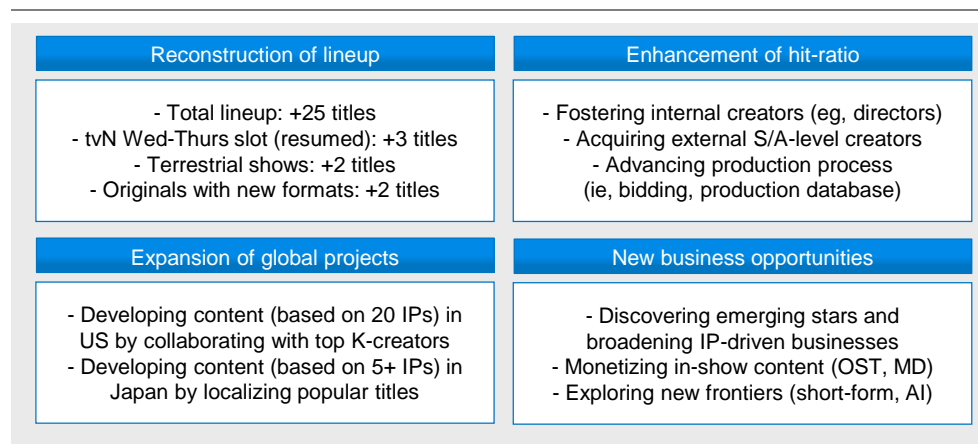 Reconstruction of lineup
- Total lineup: +25 titles
- tvN Wed-Thurs slot (resumed): +3 titles
- Terrestrial shows: +2 titles
- Originals with new formats: +2 titles
Enhancement of hit-ratio
- Fostering internal creators (eg, directors)
- Acquiring external S/A-level creators
- Advancing production process
(ie, bidding, production database)
Expansion of global projects
- Developing content (based on 20 IPs) in
US by collaborating with top K-creators
- Developing content (based on 5+ IPs) in
Japan by localizing popular titles
New business opportunities
- Discovering emerging stars and
broadening IP-driven businesses
- Monetizing in-show content (OST, MD)
- Exploring new frontiers (short-form, AI)